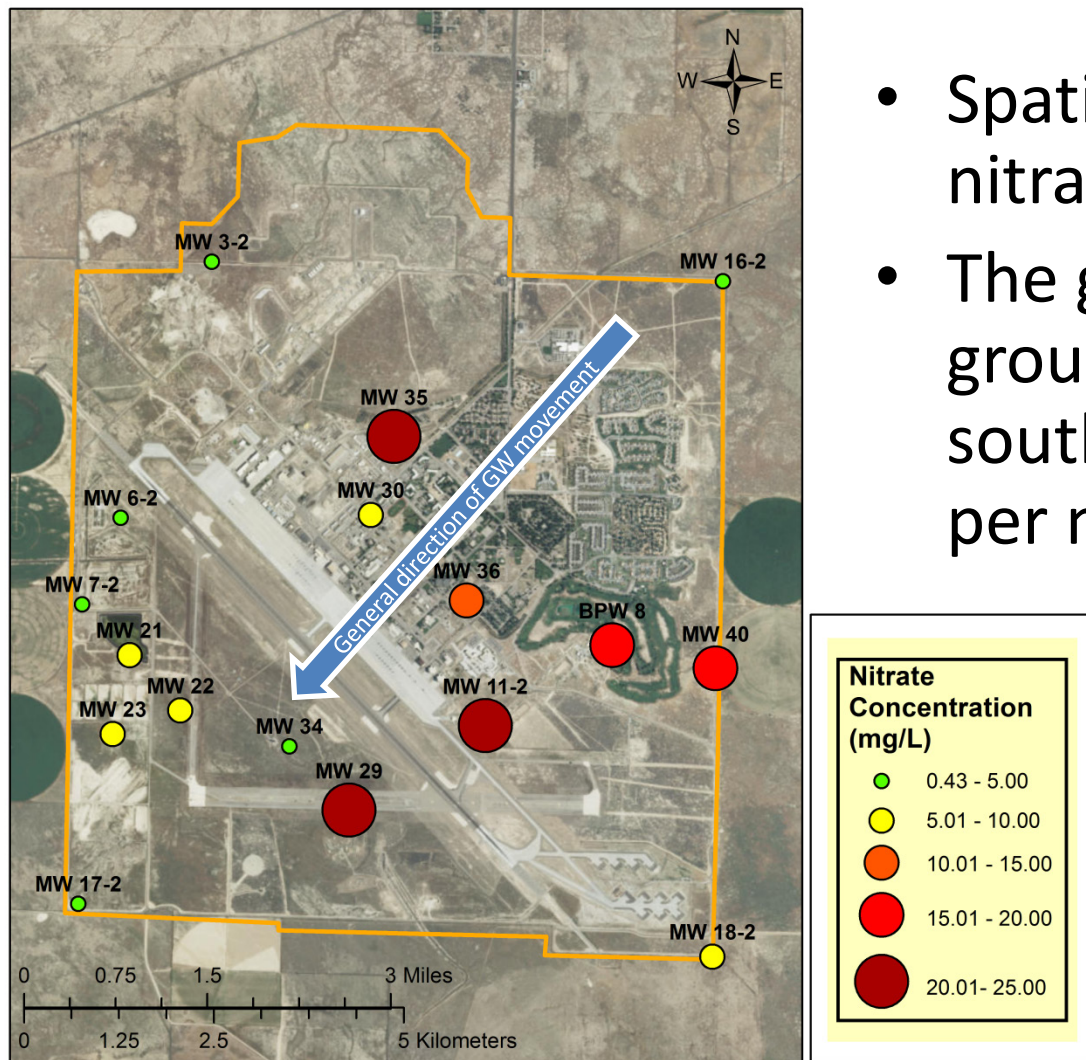 N
W E
S
MW 3-2
MW 16-2
MW 35
MW 30
MW 6-2
General direction of GW movement
MW 36
MW 7-2
BPW 8
MW 21
MW 40
MW 22
MW 11-2
MW 23
MW 34
MW 29
MW 17-2
MW 18-2
0 0.75 1.5 3 Miles
0 1.25 2.5 5 Kilometers
• Spati
nitra
• The g
grou
south
per r
Nitrate
Concentration
(mg/L)
0.43 - 5.00
5.01 - 10.00
10.01 - 15.00
15.01 - 20.00
20.01- 25.00